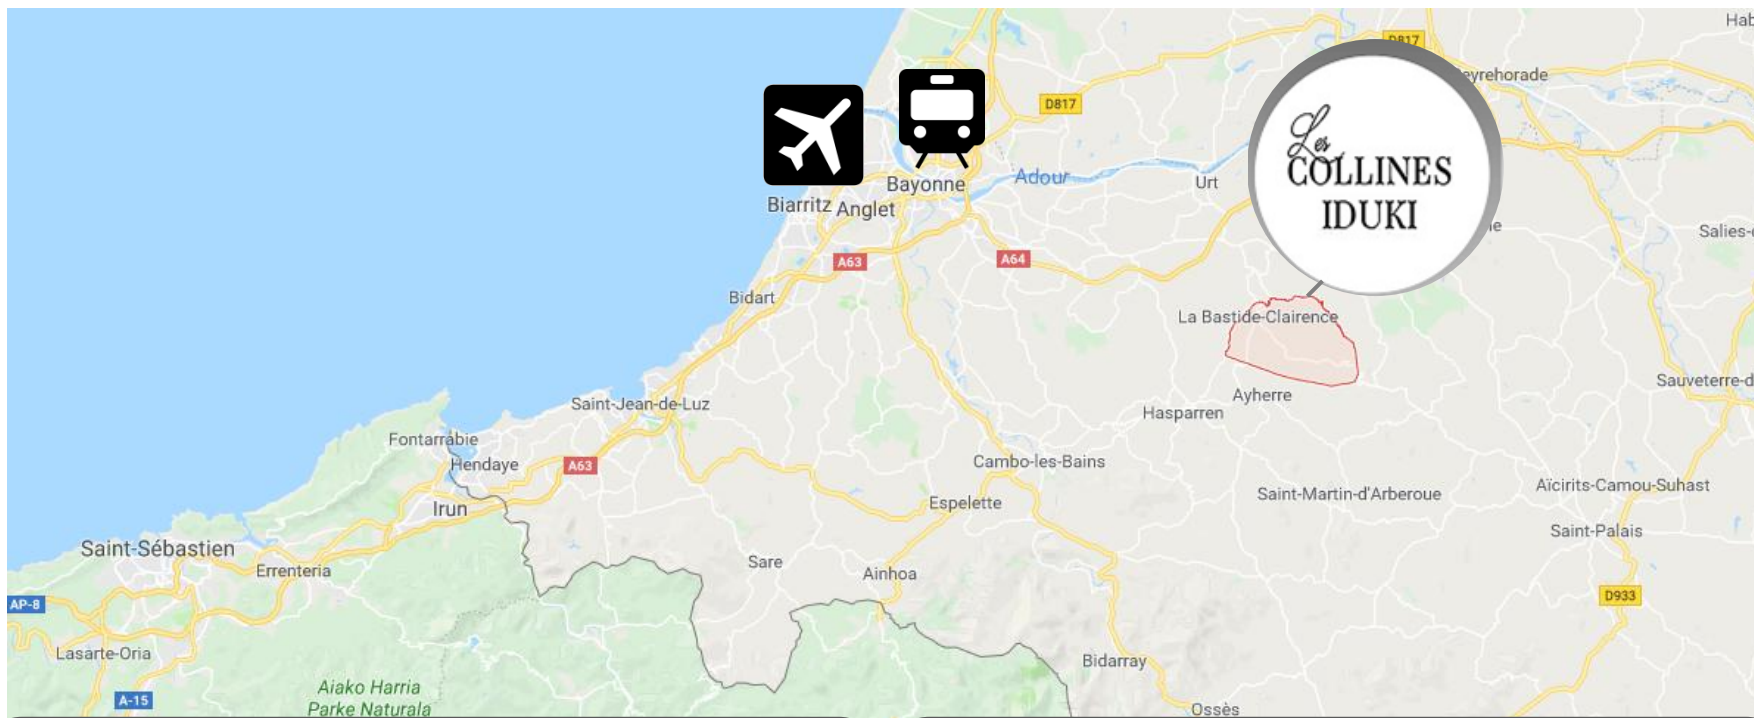 Hab
D817
eyrehorade
D817
Les
COLLINES
IDUKI
Adour
Urt
Bayonne
Biarritz
Anglet
Salies-
A63
A64
Bidart
La Bastide-Clairence
Sauveterre-d
Ayherre
Saint-Jean-de-Luz
Hasparren
Fontarrabie
Hendaye
A63
Cambo-les-Bains
Aïcirits-Camou-Suhast
Saint-Martin-d'Arberoue
Espelette
Irun
Saint-Palais
Saint-Sébastien
Sare
Errenteria
Ainhoa
D933
AP-8
Lasarte-Oria
Bidarray
Aiako Harria
Parke Naturala
A-15
Ossès